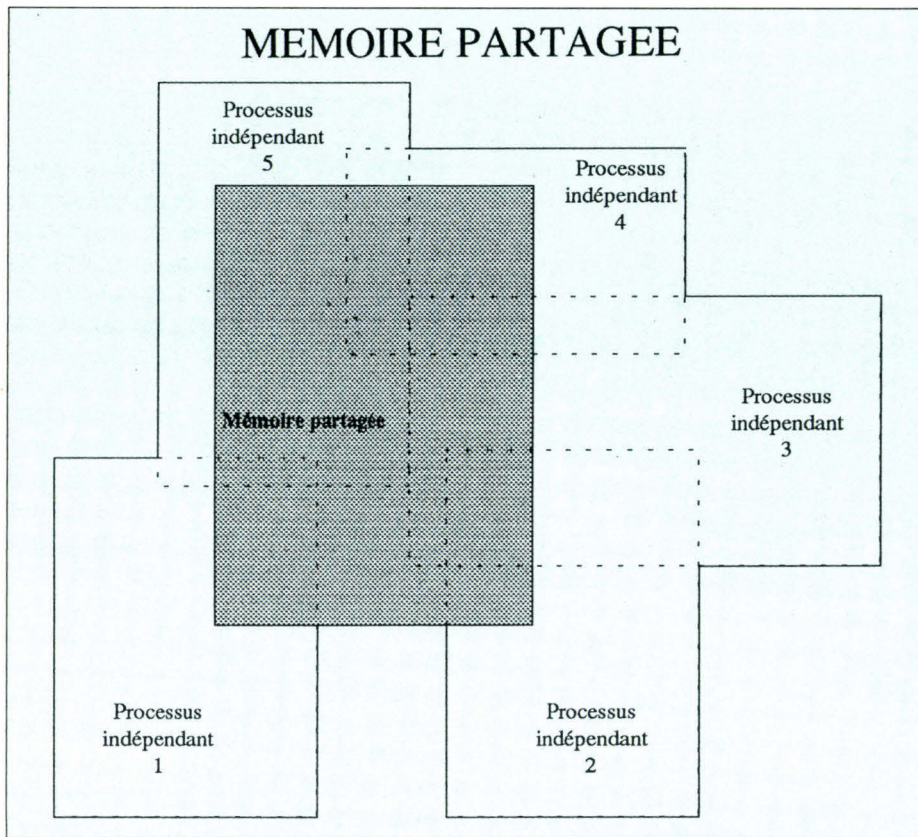 MEMOIRE PARTAGEE
Processus
indépendant
5
Processus
indépendant
4
Processus
indépendant
3
Mémoire partagée
Processus
indépendant
1
Processus
indépendant
2